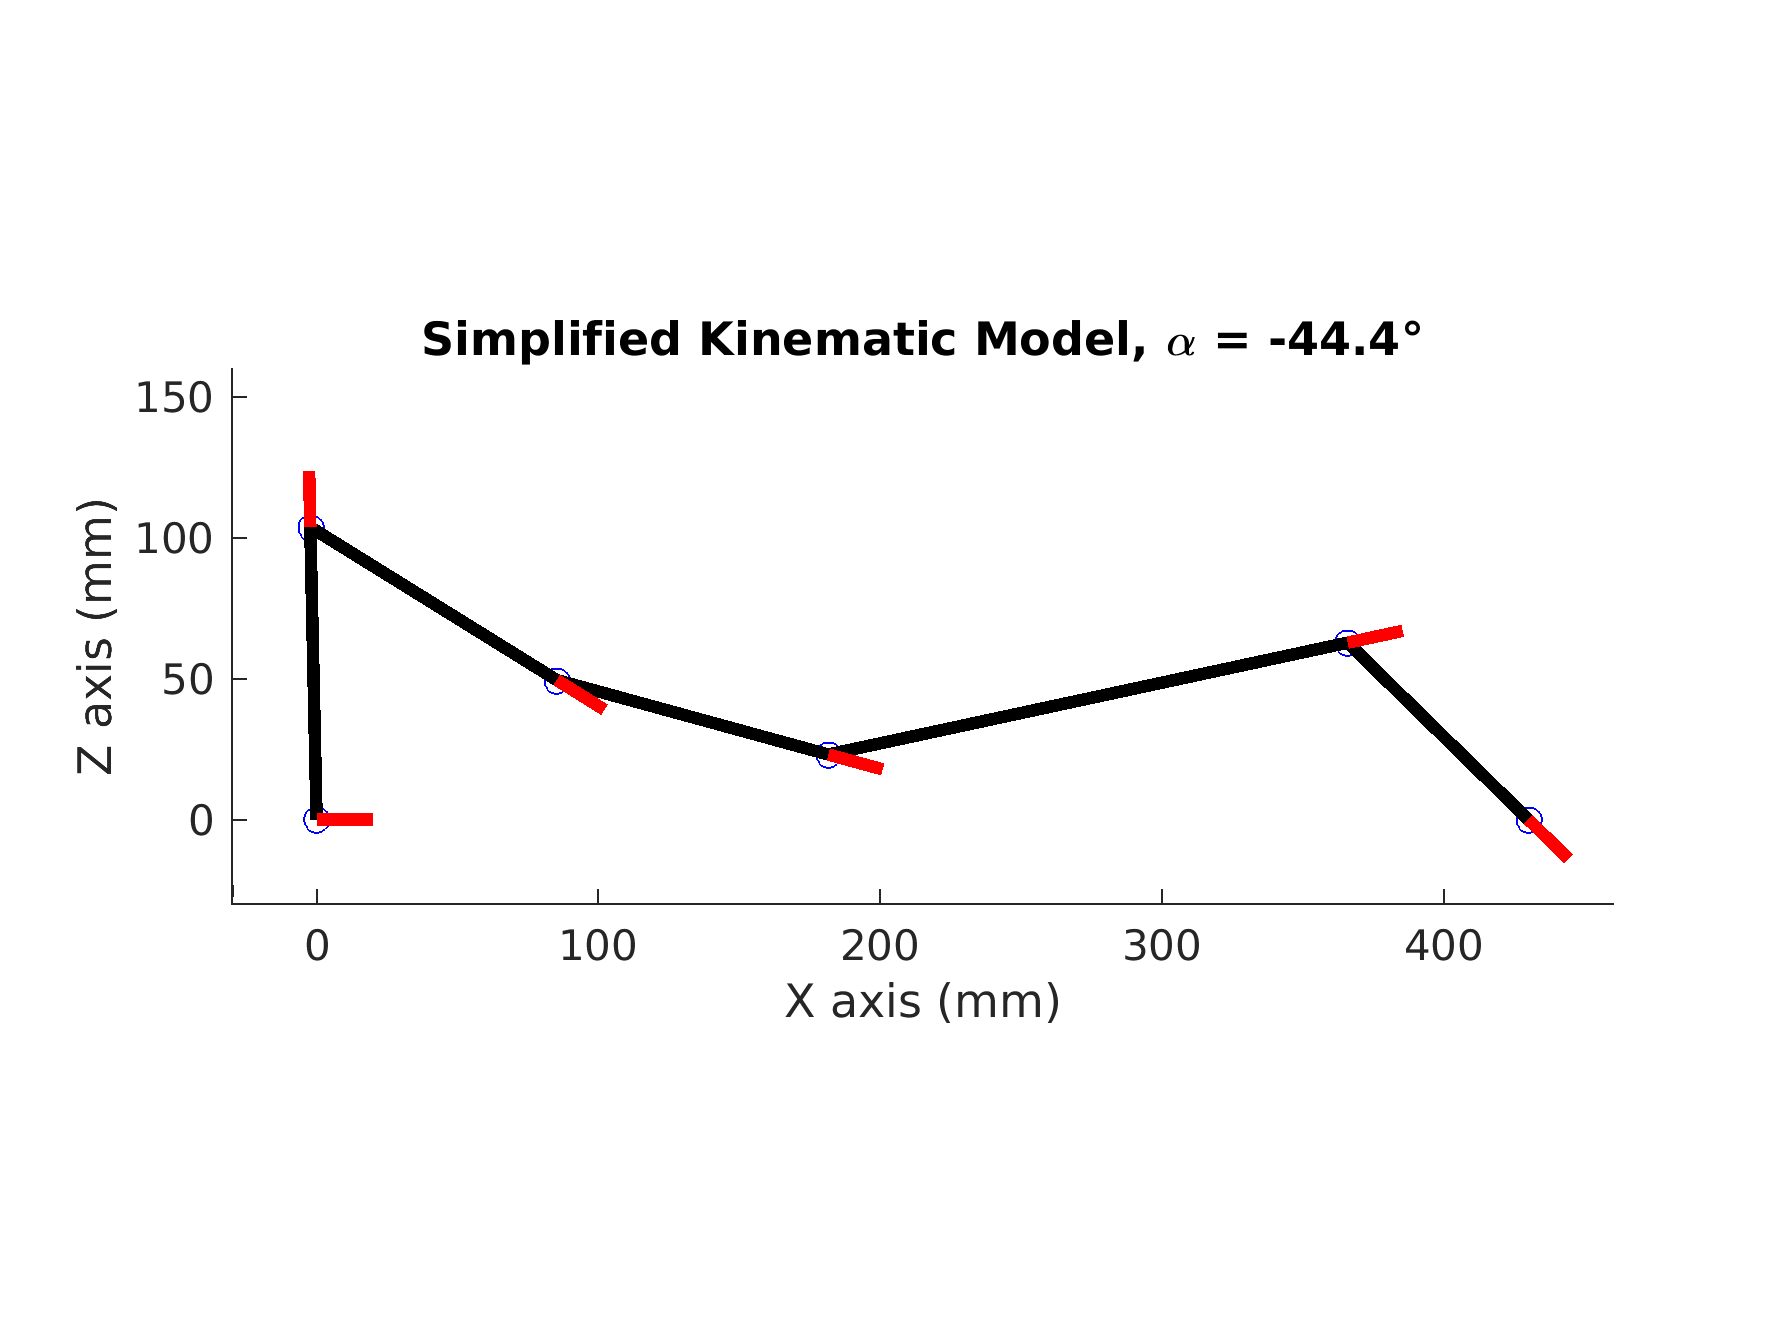 Simplified Kinematic Model, α = -44.4°
150
100
50
0
Z axis (mm)
0 100 200 300 400
X axis (mm)